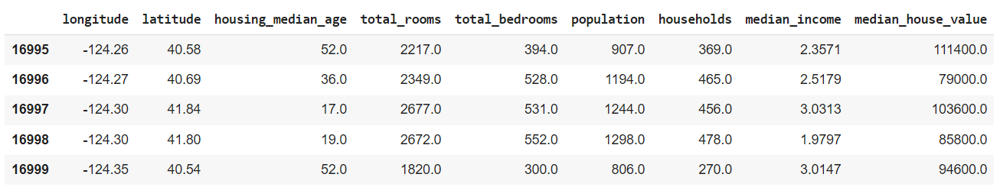 longitude latitude housing_median_age total_rooms total_bedrooms population households median_income median_house_value
16995 -124.26 40.58 52.0 2217.0 394.0 907.0 369.0 2.3571 111400.0
16996 -124.27 40.69 36.0 2349.0 528.0 1194.0 465.0 2.5179 79000.0
16997 -124.30 41.84 17.0 2677.0 531.0 1244.0 456.0 3.0313 103600.0
16998 -124.30 41.80 19.0 2672.0 552.0 1298.0 478.0 1.9797 85800.0
16999 -124.35 40.54 52.0 1820.0 300.0 806.0 270.0 3.0147 94600.0